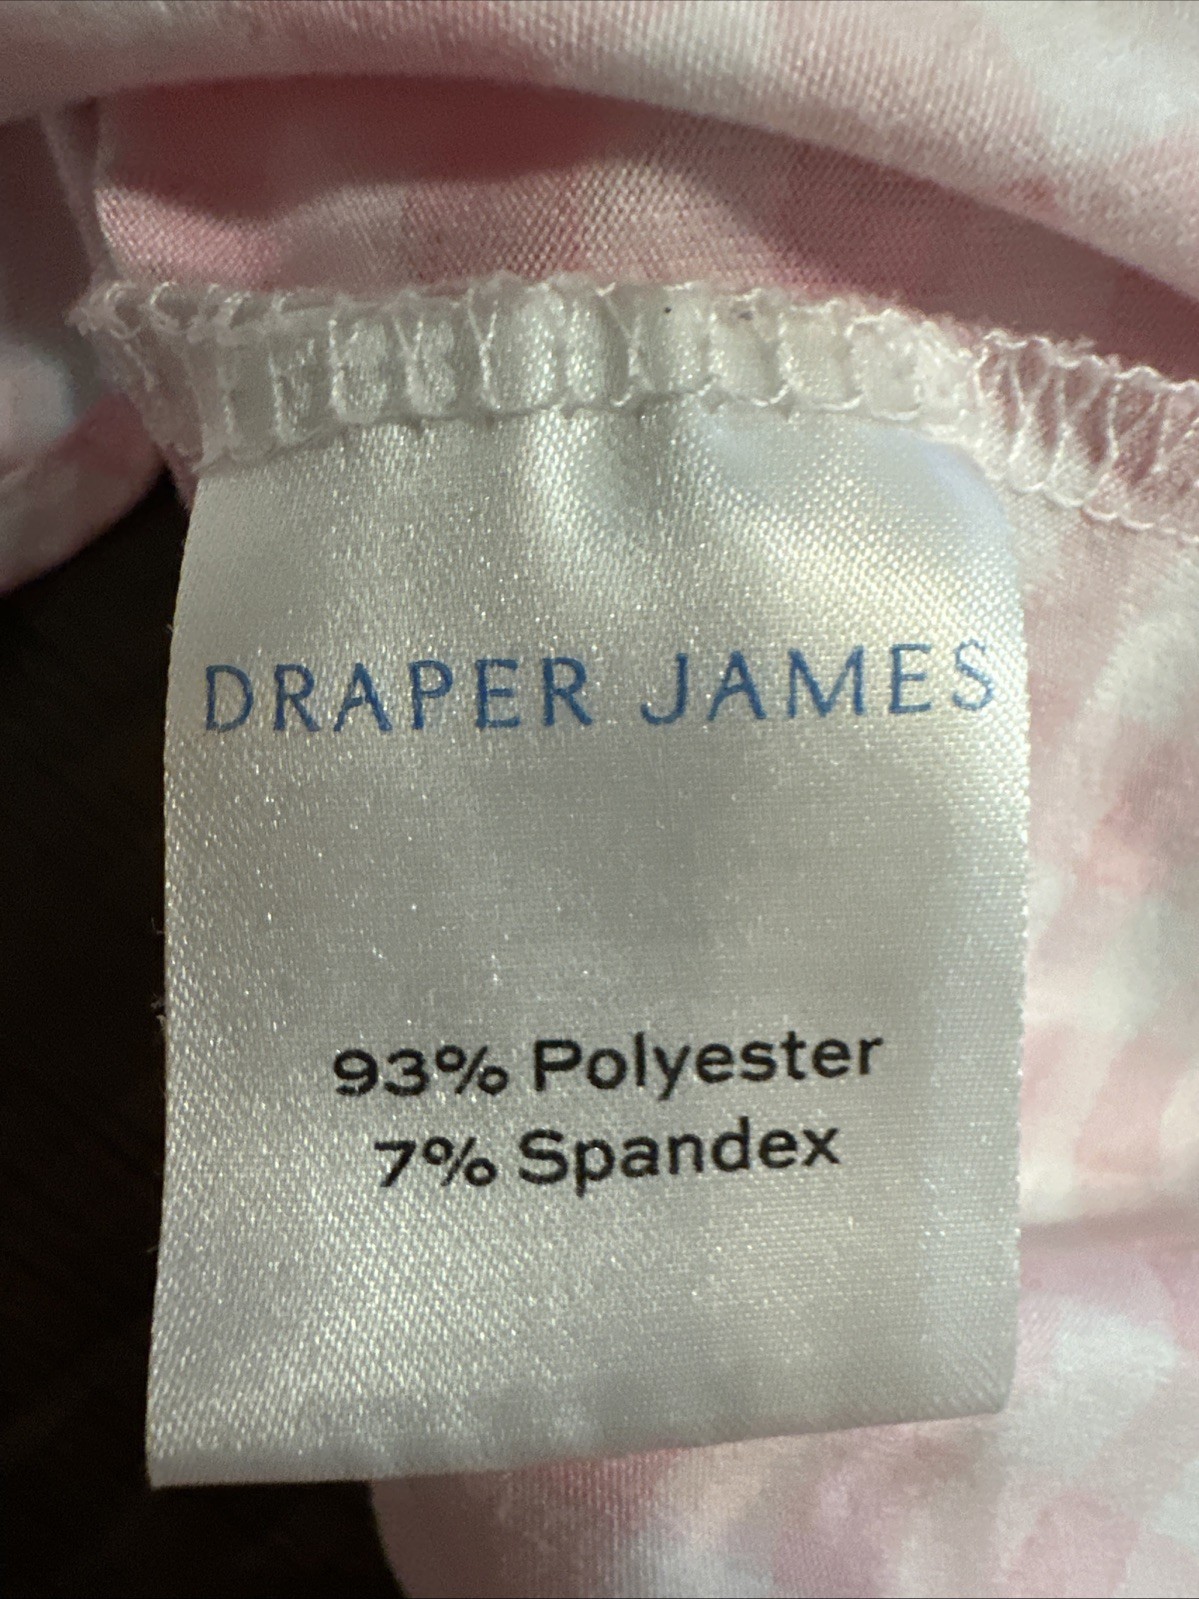 DRAPER JAMES
93% Polyester
7% Spandex